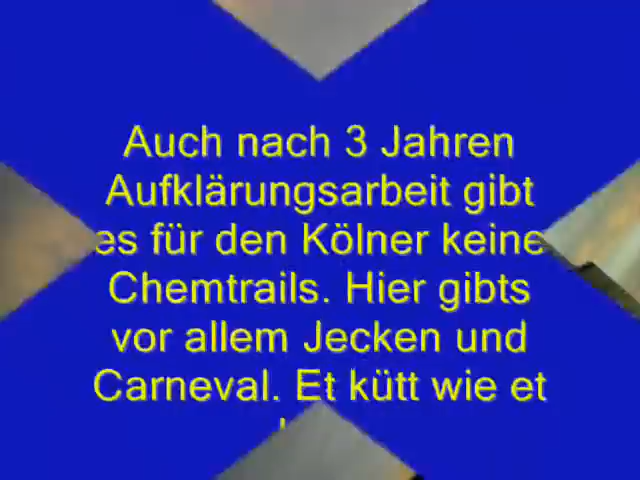 Auch nach 3 Jahren
Aufklärungsarbeit gibt
es für den Kölner keine
Chemtrails. Hier gibts
vor allem Jecken und
Carneval. Et kütt wie et